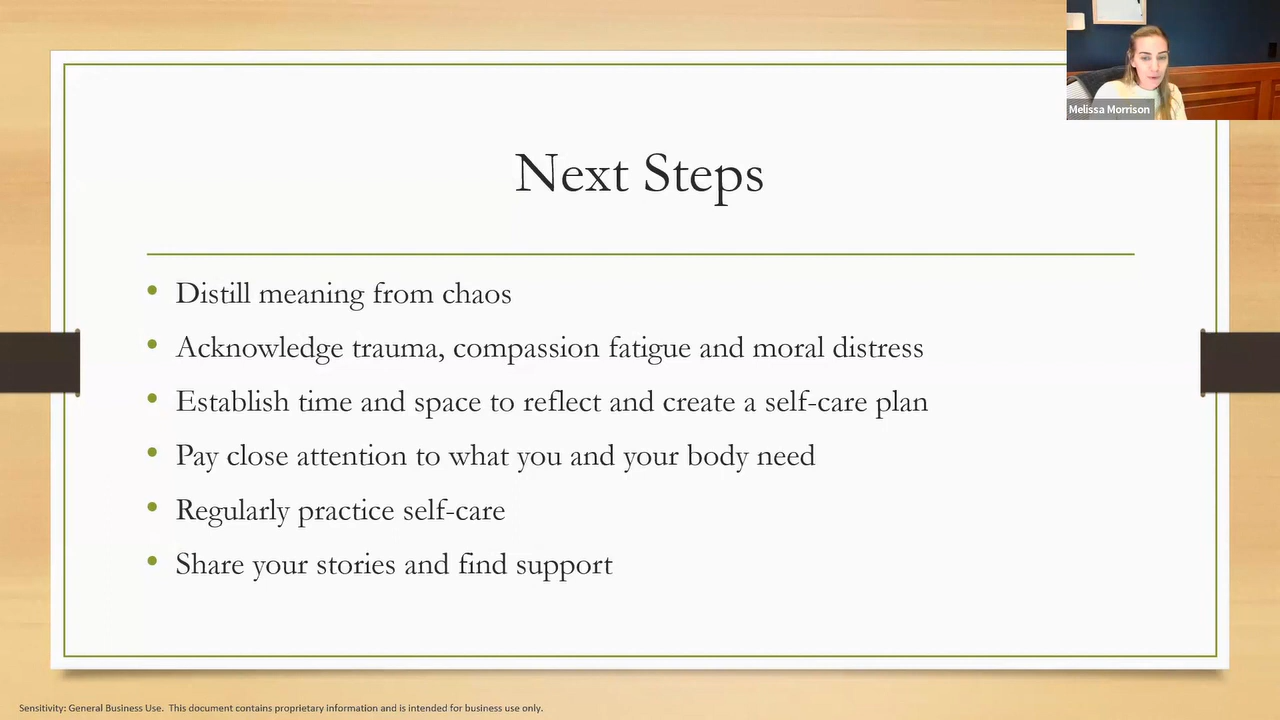 Melissa Morrison
Next Steps
• Distill meaning from chaos
• Acknowledge trauma, compassion fatigue and moral distress
• Establish time and space to reflect and create a self-care plan
• Pay close attention to what you and your body need
• Regularly practice self-care
• Share your stories and find support
Sensitivity: General Business Use.  This document contains proprietary information and is intended for business use only.